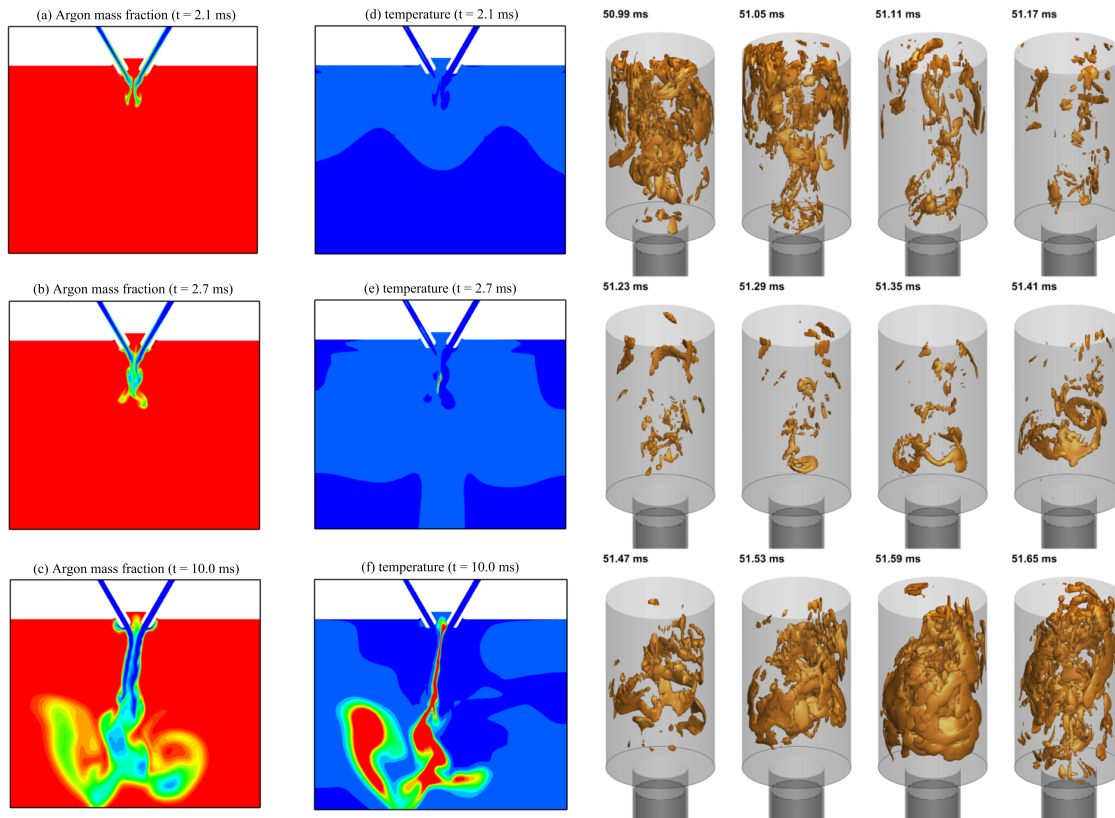 (a) Argon mass fraction (t = 2.1 ms)
(d) temperature (t = 2.1 ms)
50.99 ms
51.05 ms
51.11 ms
51.17 ms
(b) Argon mass fraction (t = 2.7 ms)
(e) temperature (t = 2.7 ms)
51.23 ms
51.29 ms
51.35 ms
51.41 ms
(c) Argon mass fraction (t = 10.0 ms)
(f) temperature (t = 10.0 ms)
51.47 ms
51.53 ms
51.59 ms
51.65 ms